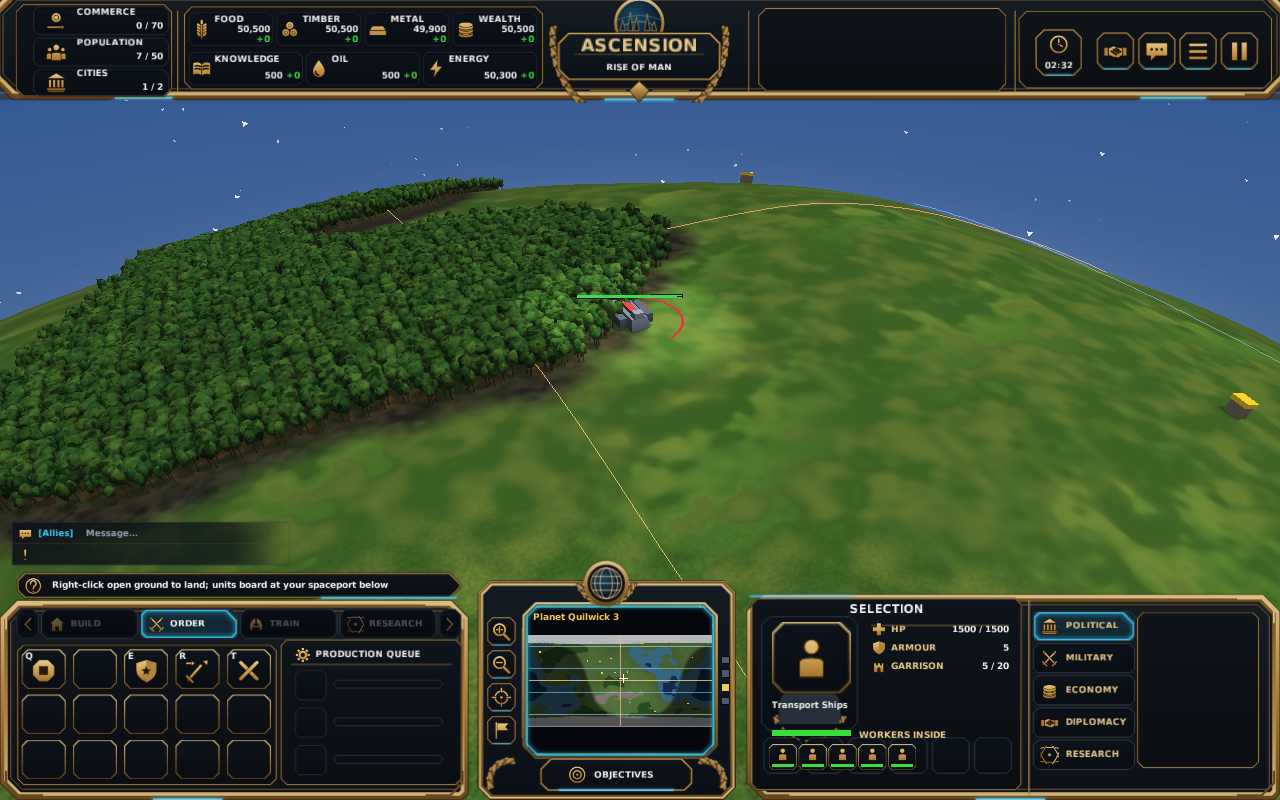 COMMERCE
0 / 70
POPULATION
7 / 50
CITIES
1 / 2
FOOD
50,500
+0
TIMBER
50,500
+0
METAL
49,900
+0
WEALTH
50,500
+0
KNOWLEDGE
500 +0
OIL
500 +0
ENERGY
50,300 +0
ASCENSION
RISE OF MAN
02:32
[Allies] Message...
!
Right-click open ground to land; units board at your spaceport below
BUILD
ORDER
TRAIN
RESEARCH
Q
E
R
T
PRODUCTION QUEUE
Planet Quilwick 3
OBJECTIVES
SELECTION
HP 1500 / 1500
ARMOUR 5
GARRISON 5 / 20
Transport Ships
WORKERS INSIDE
POLITICAL
MILITARY
ECONOMY
DIPLOMACY
RESEARCH